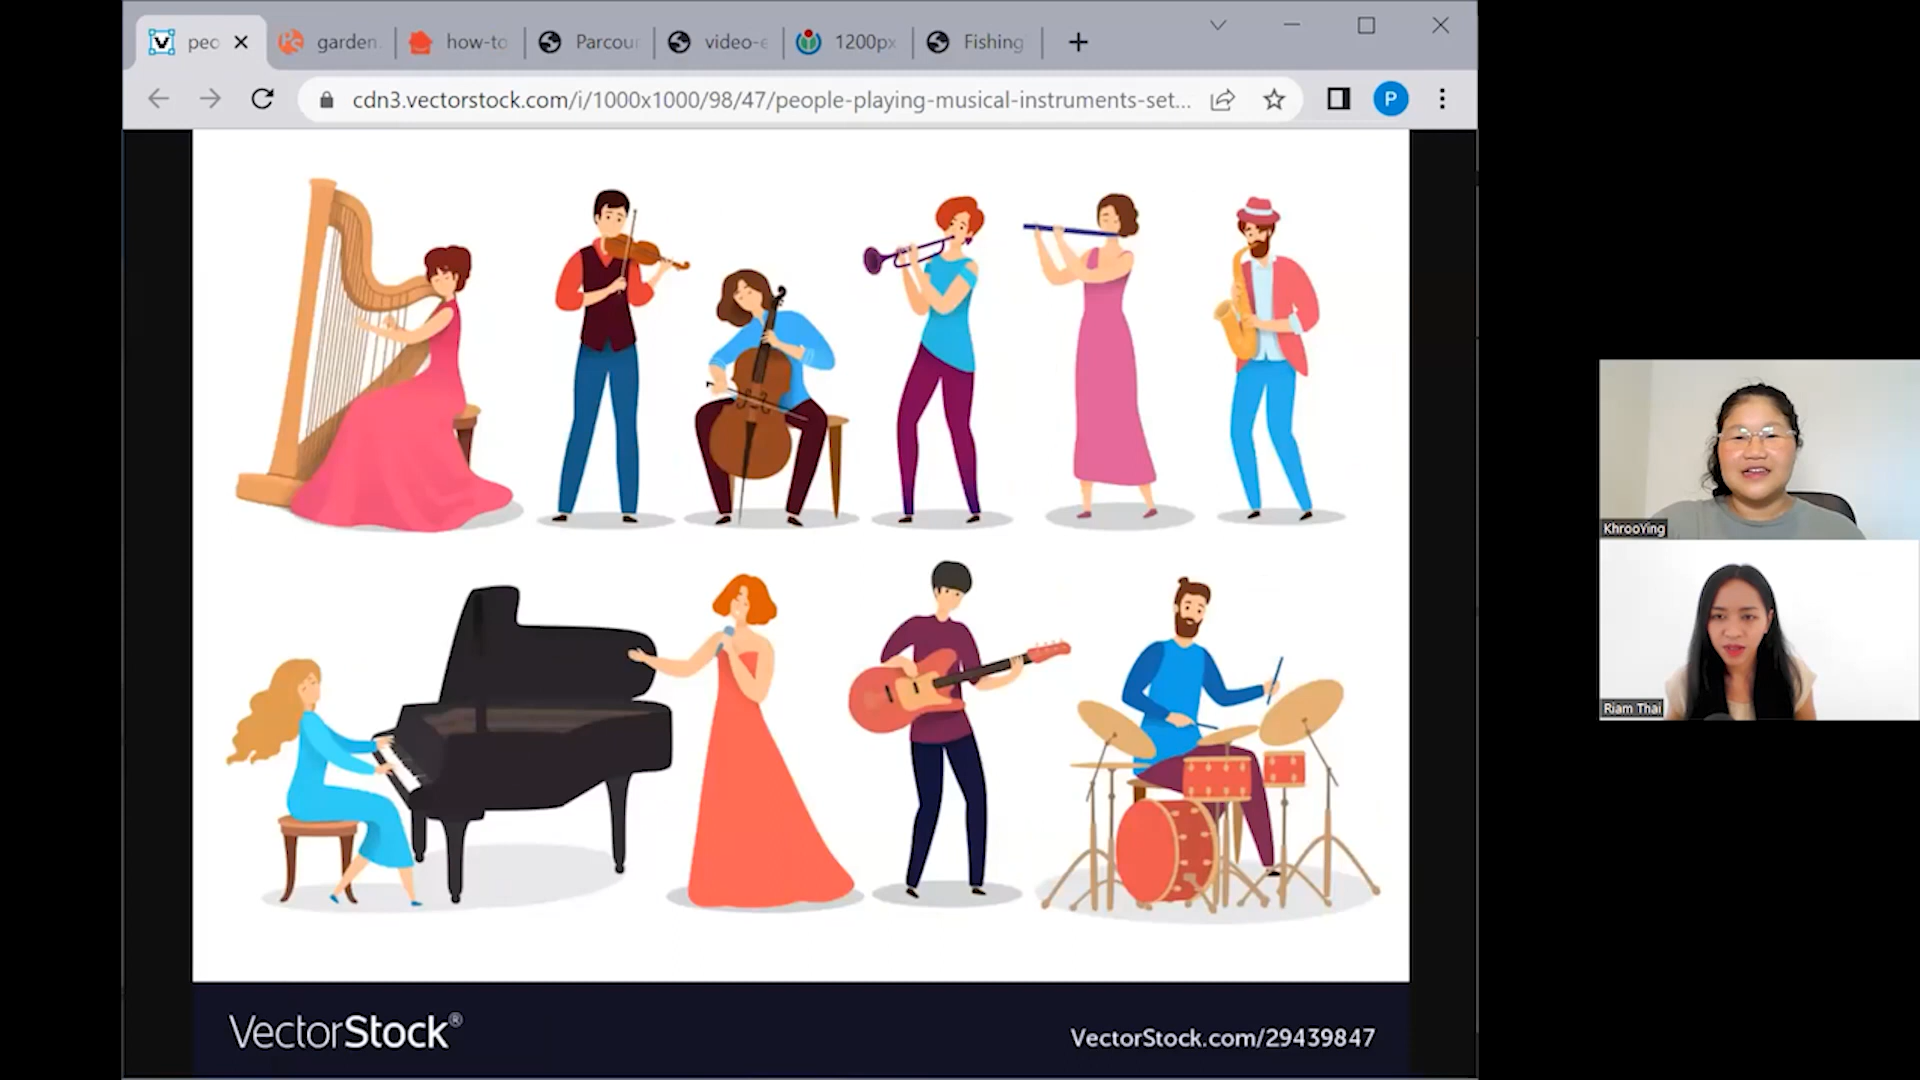 peo
garden
how-to
Parcour
video-e
1200px
Fishing
cdn3.vectorstock.com/i/1000x1000/98/47/people-playing-musical-instruments-set...
P
KhrooYing
Riam Thai
VectorStock®
VectorStock.com/29439847